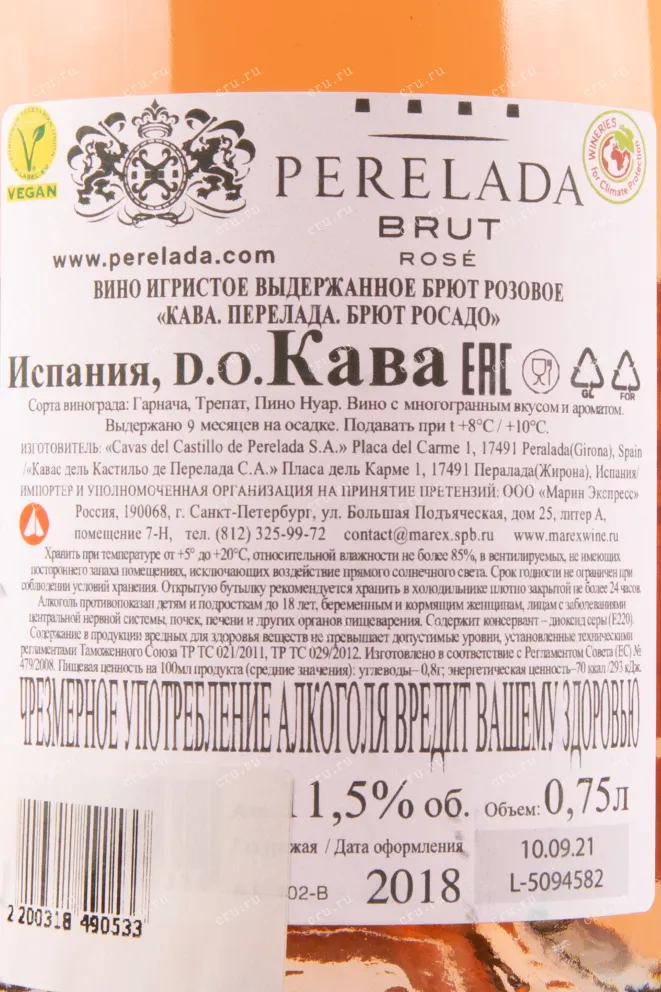 VEGAN
WINERIES
for Climate Protection
PERELADA
BRUT
ROSÉ
www.perelada.com
ВИНО ИГРИСТОЕ ВЫДЕРЖАННОЕ БРЮТ РОЗОВОЕ
«КАВА. ПЕРЕЛАДА. БРЮТ РОСАДО»
Испания, D.O.Кава EAC
GL FOR
Сорта винограда: Гарнача, Трепат, Пино Нуар. Вино с многогранным вкусом и ароматом.
Выдержано 9 месяцев на осадке. Подавать при t +8°C / +10°C.
ИЗГОТОВИТЕЛЬ: «Cavas del Castillo de Perelada S.A.» Placa del Carme 1, 17491 Peralada(Girona), Spain
/«Кавас дель Кастильо де Перелада С.А.» Пласа дель Карме 1, 17491 Пералада(Жирона), Испания/
ИМПОРТЕР И УПОЛНОМОЧЕННАЯ ОРГАНИЗАЦИЯ НА ПРИНЯТИЕ ПРЕТЕНЗИЙ: ООО «Марин Экспресс»
Россия, 190068, г. Санкт-Петербург, ул. Большая Подъяческая, дом 25, литер А,
помещение 7-Н, тел. (812) 325-99-72 contact@marex.spb.ru www.marexwine.ru
Хранить при температуре от +5° до +20°C, относительной влажности не более 85%, в вентилируемых, не имеющих
постороннего запаха помещениях, исключающих воздействие прямого солнечного света. Срок годности не ограничен при
соблюдении условий хранения. Открытую бутылку рекомендуется хранить в холодильнике плотно закрытой не более 24 часов.
Алкоголь противопоказан детям и подросткам до 18 лет, беременным и кормящим женщинам, лицам с заболеваниями
центральной нервной системы, почек, печени и других органов пищеварения. Содержит консервант – диоксид серы (Е220).
Содержание в продукции вредных для здоровья веществ не превышает допустимые уровни, установленные техническими
регламентами Таможенного Союза ТР ТС 021/2011, ТР ТС 029/2012. Изготовлено в соответствие с Регламентом Совета (ЕС) №
479/2008. Пищевая ценность на 100мл продукта (средние значения): углеводы– 0,8г; энергетическая ценность–70 ккал /293 кДж.
ЧРЕЗМЕРНОЕ УПОТРЕБЛЕНИЕ АЛКОГОЛЯ ВРЕДИТ ВАШЕМУ ЗДОРОВЬЮ
11,5% об. Объем: 0,75л
/ Дата оформления 10.09.21
02-B 2018 L-5094582
2 200318 490533